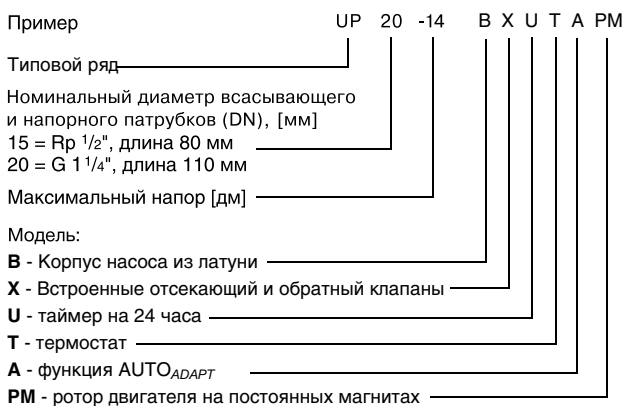 Пример UP 20 -14 B X U T A PM
Типовой ряд
Номинальный диаметр всасывающего
и напорного патрубков (DN), [мм]
15 = Rp 1/2", длина 80 мм
20 = G 1 1/4", длина 110 мм
Максимальный напор [дм]
Модель:
B - Корпус насоса из латуни
X - Встроенные отсекающий и обратный клапаны
U - таймер на 24 часа
T - термостат
A - функция AUTOADAPT
PM - ротор двигателя на постоянных магнитах